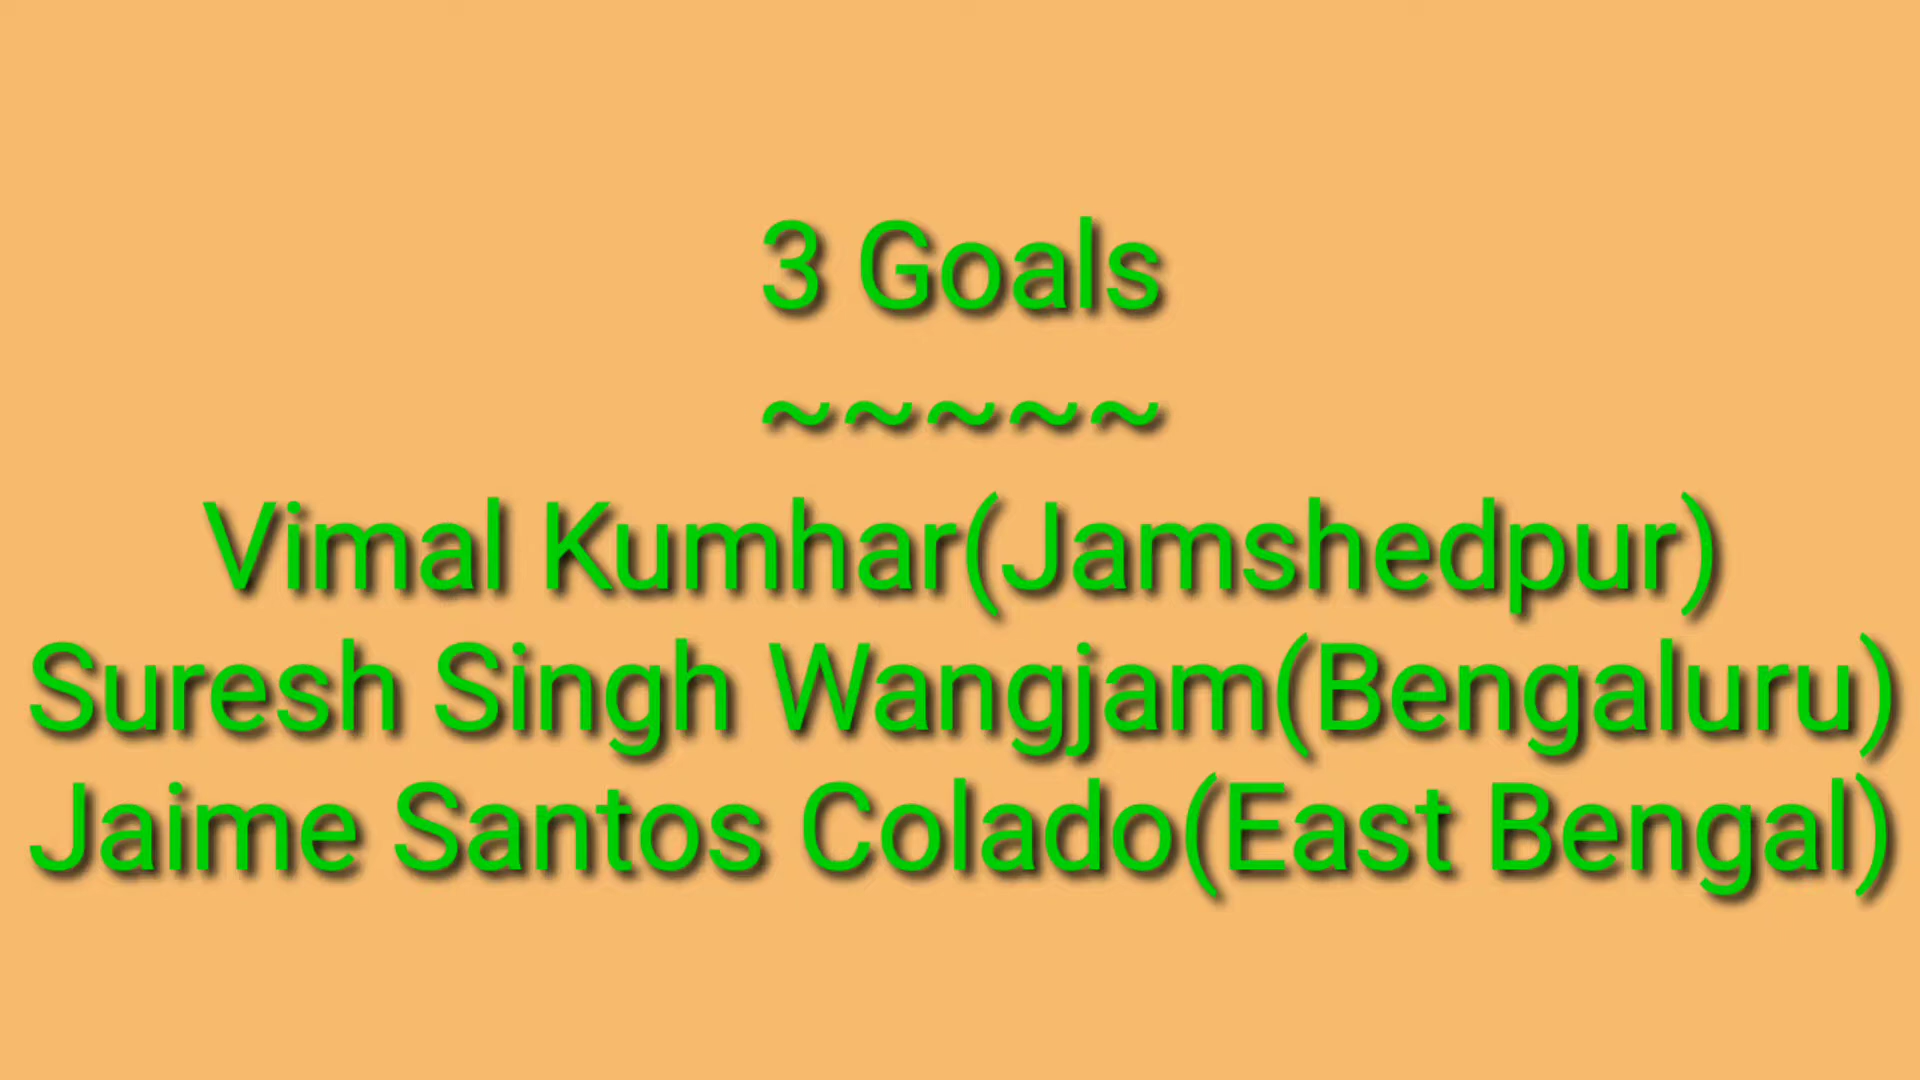 3 Goals
~~~~~
Vimal Kumhar(Jamshedpur)
Suresh Singh Wangjam(Bengaluru)
Jaime Santos Colado(East Bengal)